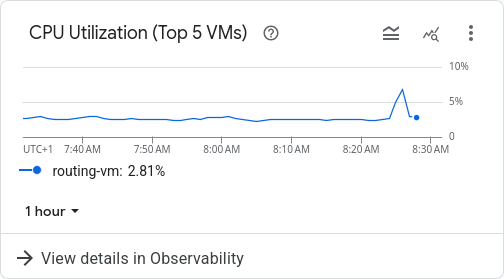 CPU Utilization (Top 5 VMs)
10%
5%
0
UTC+1 7:40 AM 7:50 AM 8:00 AM 8:10 AM 8:20 AM 8:30 AM
routing-vm: 2.81%
1 hour
View details in Observability